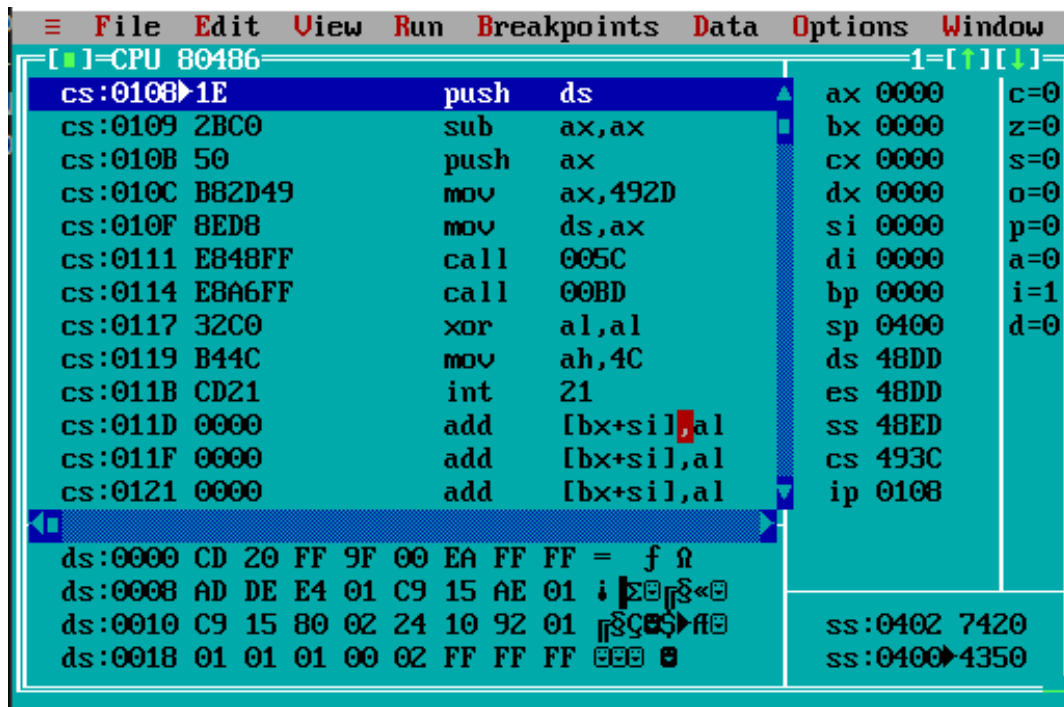 ≡ File Edit View Run Breakpoints Data Options Window
[■]=CPU 80486 1=[↑][↓]
cs:0108►1E push ds
cs:0109 2BC0 sub ax,ax
cs:010B 50 push ax
cs:010C B82D49 mov ax,492D
cs:010F 8ED8 mov ds,ax
cs:0111 E848FF call 005C
cs:0114 E8A6FF call 00BD
cs:0117 32C0 xor al,al
cs:0119 B44C mov ah,4C
cs:011B CD21 int 21
cs:011D 0000 add [bx+si],al
cs:011F 0000 add [bx+si],al
cs:0121 0000 add [bx+si],al
ax 0000 c=0
bx 0000 z=0
cx 0000 s=0
dx 0000 o=0
si 0000 p=0
di 0000 a=0
bp 0000 i=1
sp 0400 d=0
ds 48DD
es 48DD
ss 48ED
cs 493C
ip 0108
ds:0000 CD 20 FF 9F 00 EA FF FF = ƒ Ω
ds:0008 AD DE E4 01 C9 15 AE 01 ¡▐Σ☺╔§«☺
ds:0010 C9 15 80 02 24 10 92 01 ╔§Ç☻$►Æ☺
ds:0018 01 01 01 00 02 FF FF FF ☺☺☺ ☻
ss:0402 7420
ss:0400►4350